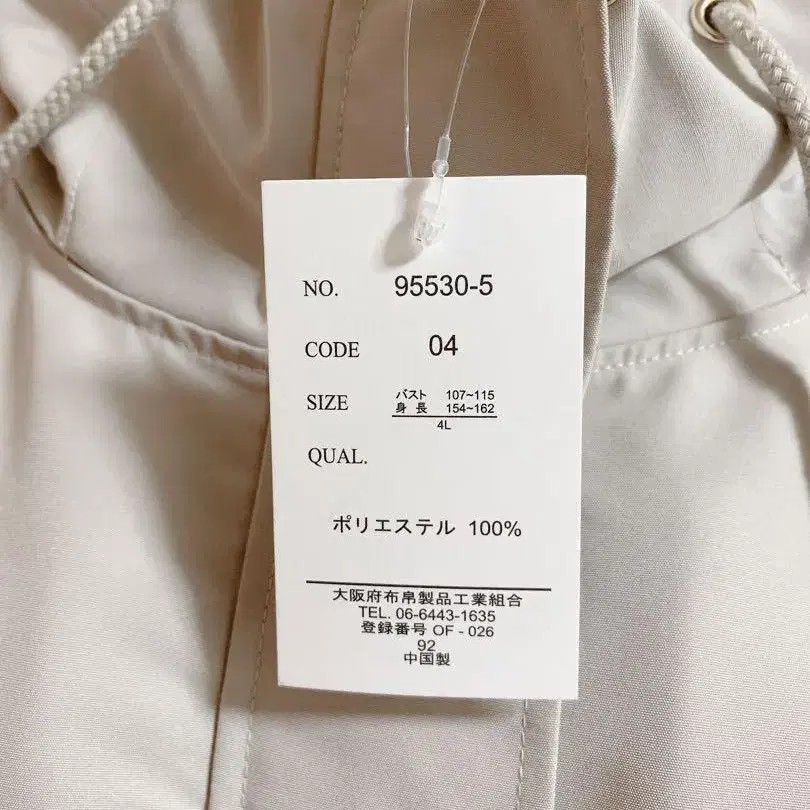 NO. 95530-5
CODE 04
SIZE バスト 107~115
身長 154~162
4L
QUAL.
ポリエステル 100%
大阪府布帛製品工業組合
TEL. 06-6443-1635
登録番号 OF - 026
92
中国製